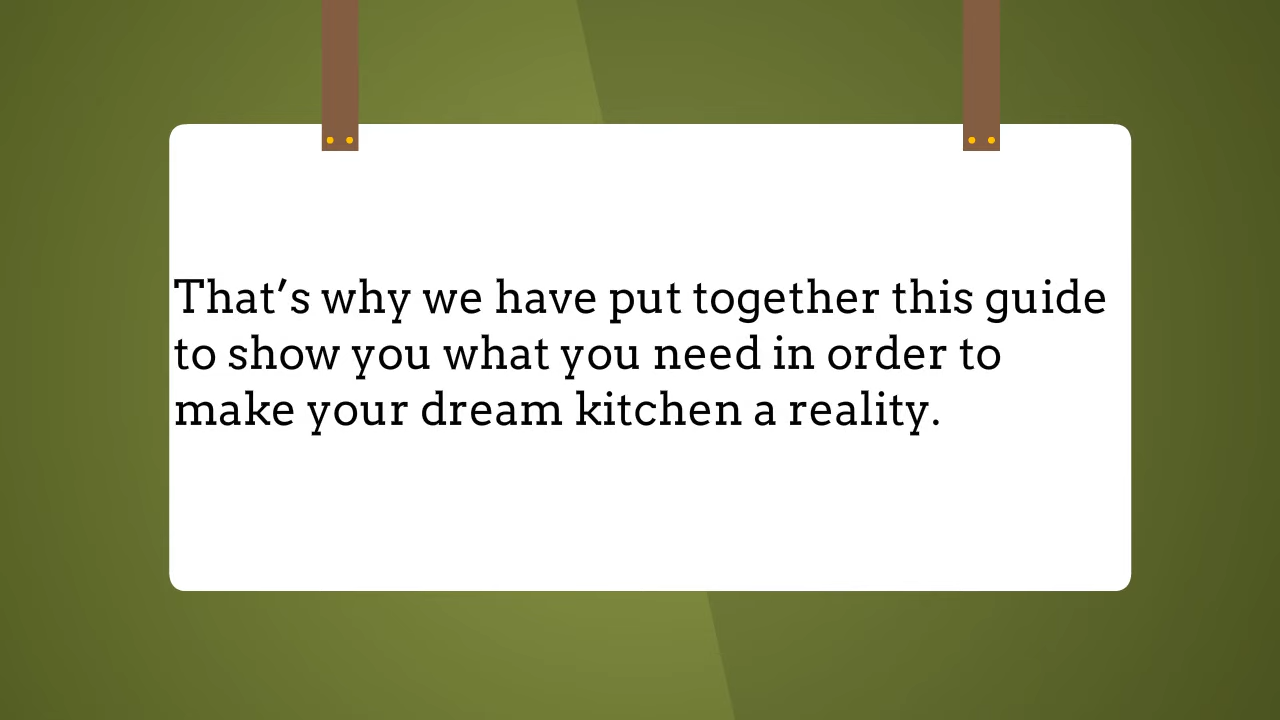 That’s why we have put together this guide
to show you what you need in order to
make your dream kitchen a reality.